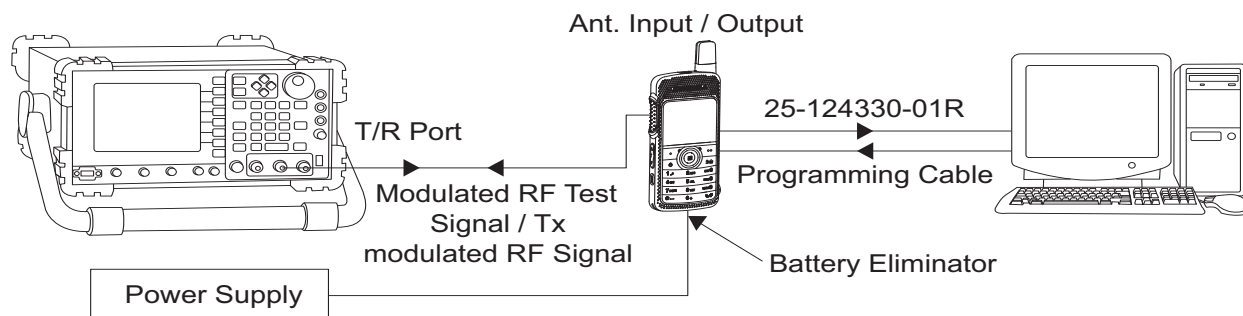 Ant. Input / Output
25-124330-01R
T/R Port
Programming Cable
Modulated RF Test
Signal / Tx
modulated RF Signal
Battery Eliminator
Power Supply